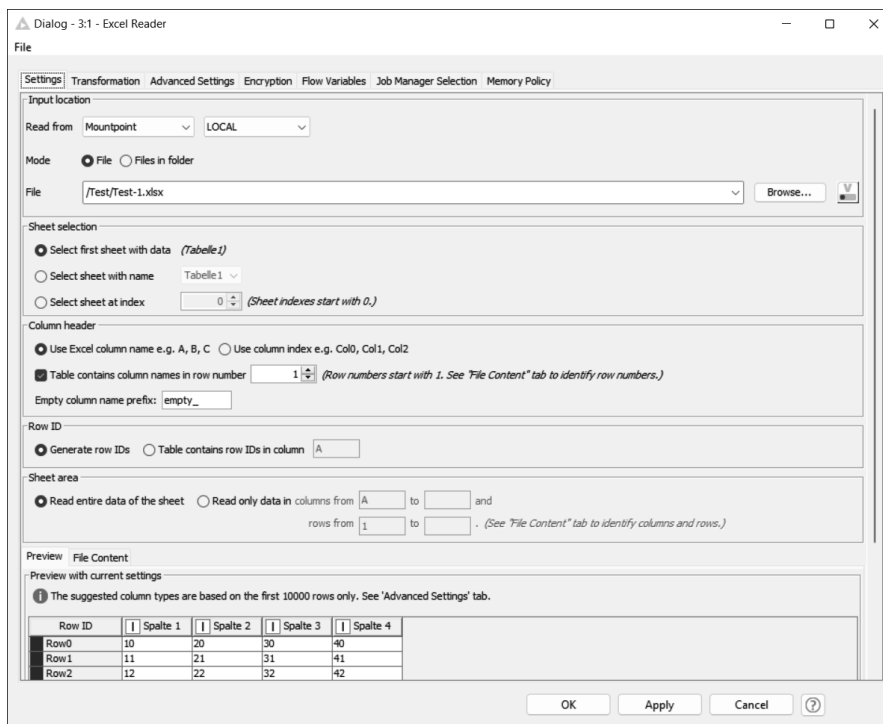 Dialog - 3:1 - Excel Reader
File
Settings Transformation Advanced Settings Encryption Flow Variables Job Manager Selection Memory Policy
Input location
Read from Mountpoint LOCAL
Mode File Files in folder
File /Test/Test-1.xlsx Browse... V
Sheet selection
Select first sheet with data (Tabelle1)
Select sheet with name Tabelle1
Select sheet at index 0 (Sheet indexes start with 0.)
Column header
Use Excel column name e.g. A, B, C Use column index e.g. Col0, Col1, Col2
Table contains column names in row number 1 (Row numbers start with 1. See "File Content" tab to identify row numbers.)
Empty column name prefix: empty_
Row ID
Generate row IDs Table contains row IDs in column A
Sheet area
Read entire data of the sheet Read only data in columns from A to and
rows from 1 to . (See "File Content" tab to identify columns and rows.)
Preview File Content
Preview with current settings
The suggested column types are based on the first 10000 rows only. See 'Advanced Settings' tab.
Row ID I Spalte 1 I Spalte 2 I Spalte 3 I Spalte 4
Row0 10 20 30 40
Row1 11 21 31 41
Row2 12 22 32 42
OK Apply Cancel ?